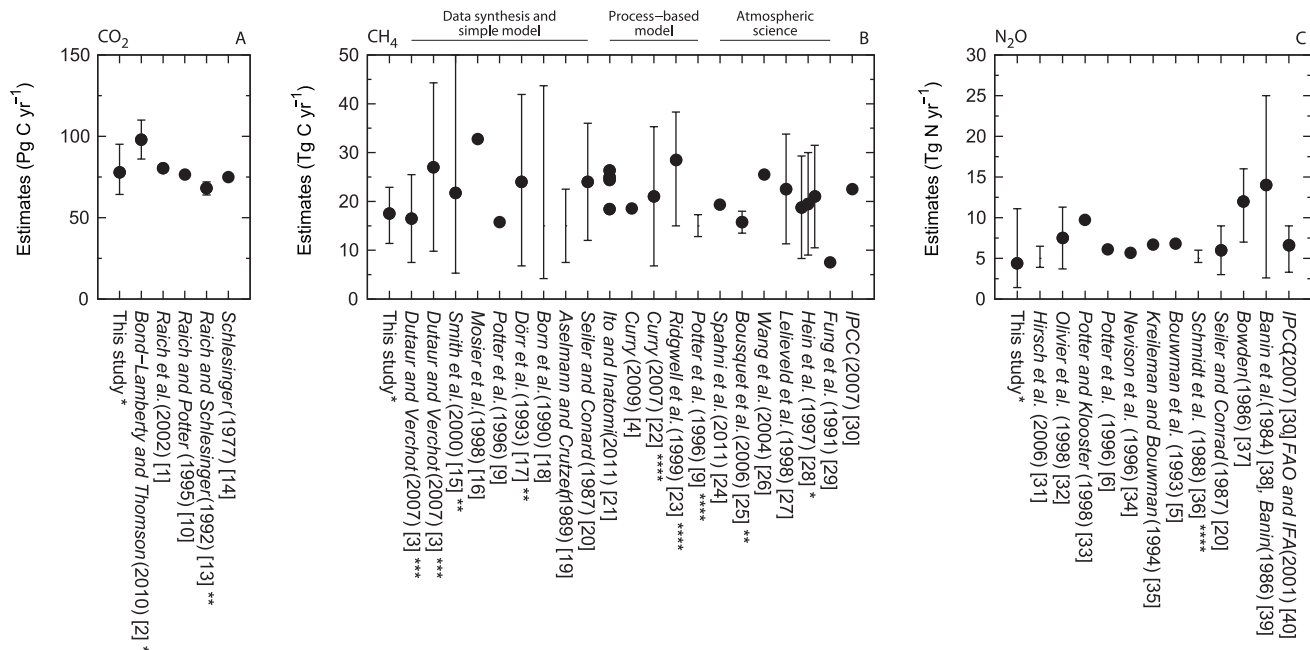 CO2 A
Estimates (Pg C yr−1)
150
100
50
0
This study*
Bond−Lamberty and Thomson(2010) [2] *
Raich et al.(2002) [1]
Raich and Potter (1995) [10]
Raich and Schlesinger(1992) [13] **
Schlesinger(1977) [14]
Data synthesis and
simple model
Process−based
model
Atmospheric
science
CH4 B
Estimates (Tg C yr−1)
50
40
30
20
10
0
This study*
Dutaur and Verchot(2007) [3] ***
Dutaur and Verchot(2007) [3] ***
Smith et al.(2000) [15] **
Mosier et al.(1998) [16]
Potter et al.(1996) [9]
Dörr et al.(1993) [17] **
Born et al.(1990) [18]
Aselmann and Crutzen(1989) [19]
Seiler and Conard(1987) [20]
Ito and Inatomi(2011) [21]
Curry(2009) [4]
Curry(2007) [22] ****
Ridgwell et al.(1999) [23] ****
Potter et al. (1996) [9] ****
Spahni et al.(2011) [24]
Bousquet et al.(2006) [25] **
Wang et al.(2004) [26]
Lelieveld et al.(1998) [27]
Hein et al.(1997) [28] *
Fung et al.(1991) [29]
IPCC(2007) [30]
N2O C
Estimates (Tg N yr−1)
30
25
20
15
10
5
0
This study*
Hirsch et al.(2006) [31]
Olivier et al.(1998) [32]
Potter and Klooster(1998) [33]
Potter et al.(1996) [6]
Nevison et al.(1996) [34]
Kreileman and Bouwman(1994) [35]
Bouwman et al.(1993) [5]
Schmidt et al.(1988) [36] ****
Seiler and Conrad(1987) [20]
Bowden(1986) [37]
Banin et al.(1984) [38], Banin(1986) [39]
IPCC(2007) [30]FAO and IFA(2001) [40]